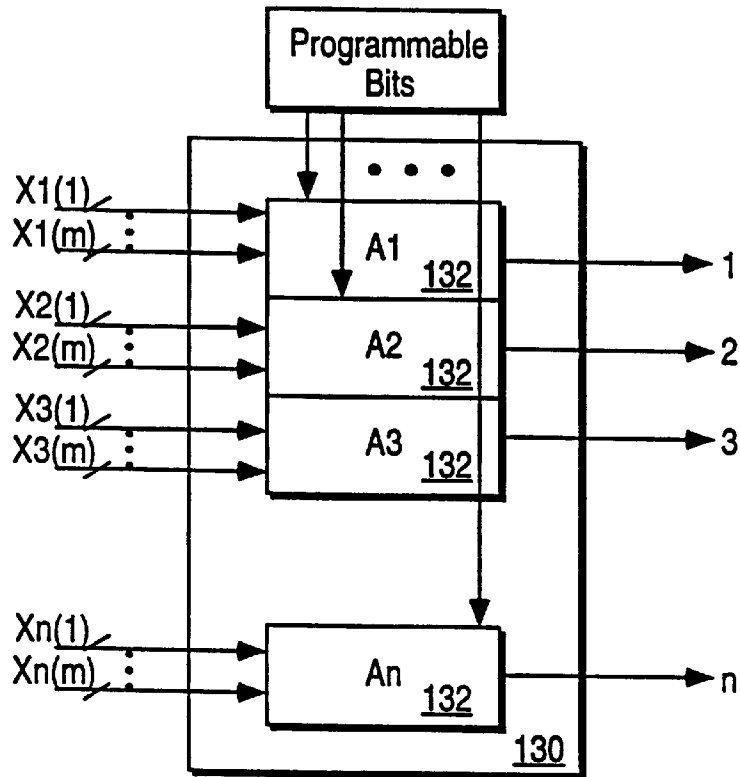 Programmable
Bits
X1(1)
X1(m)
A1
132
1
X2(1)
X2(m)
A2
132
2
X3(1)
X3(m)
A3
132
3
Xn(1)
Xn(m)
An
132
n
130